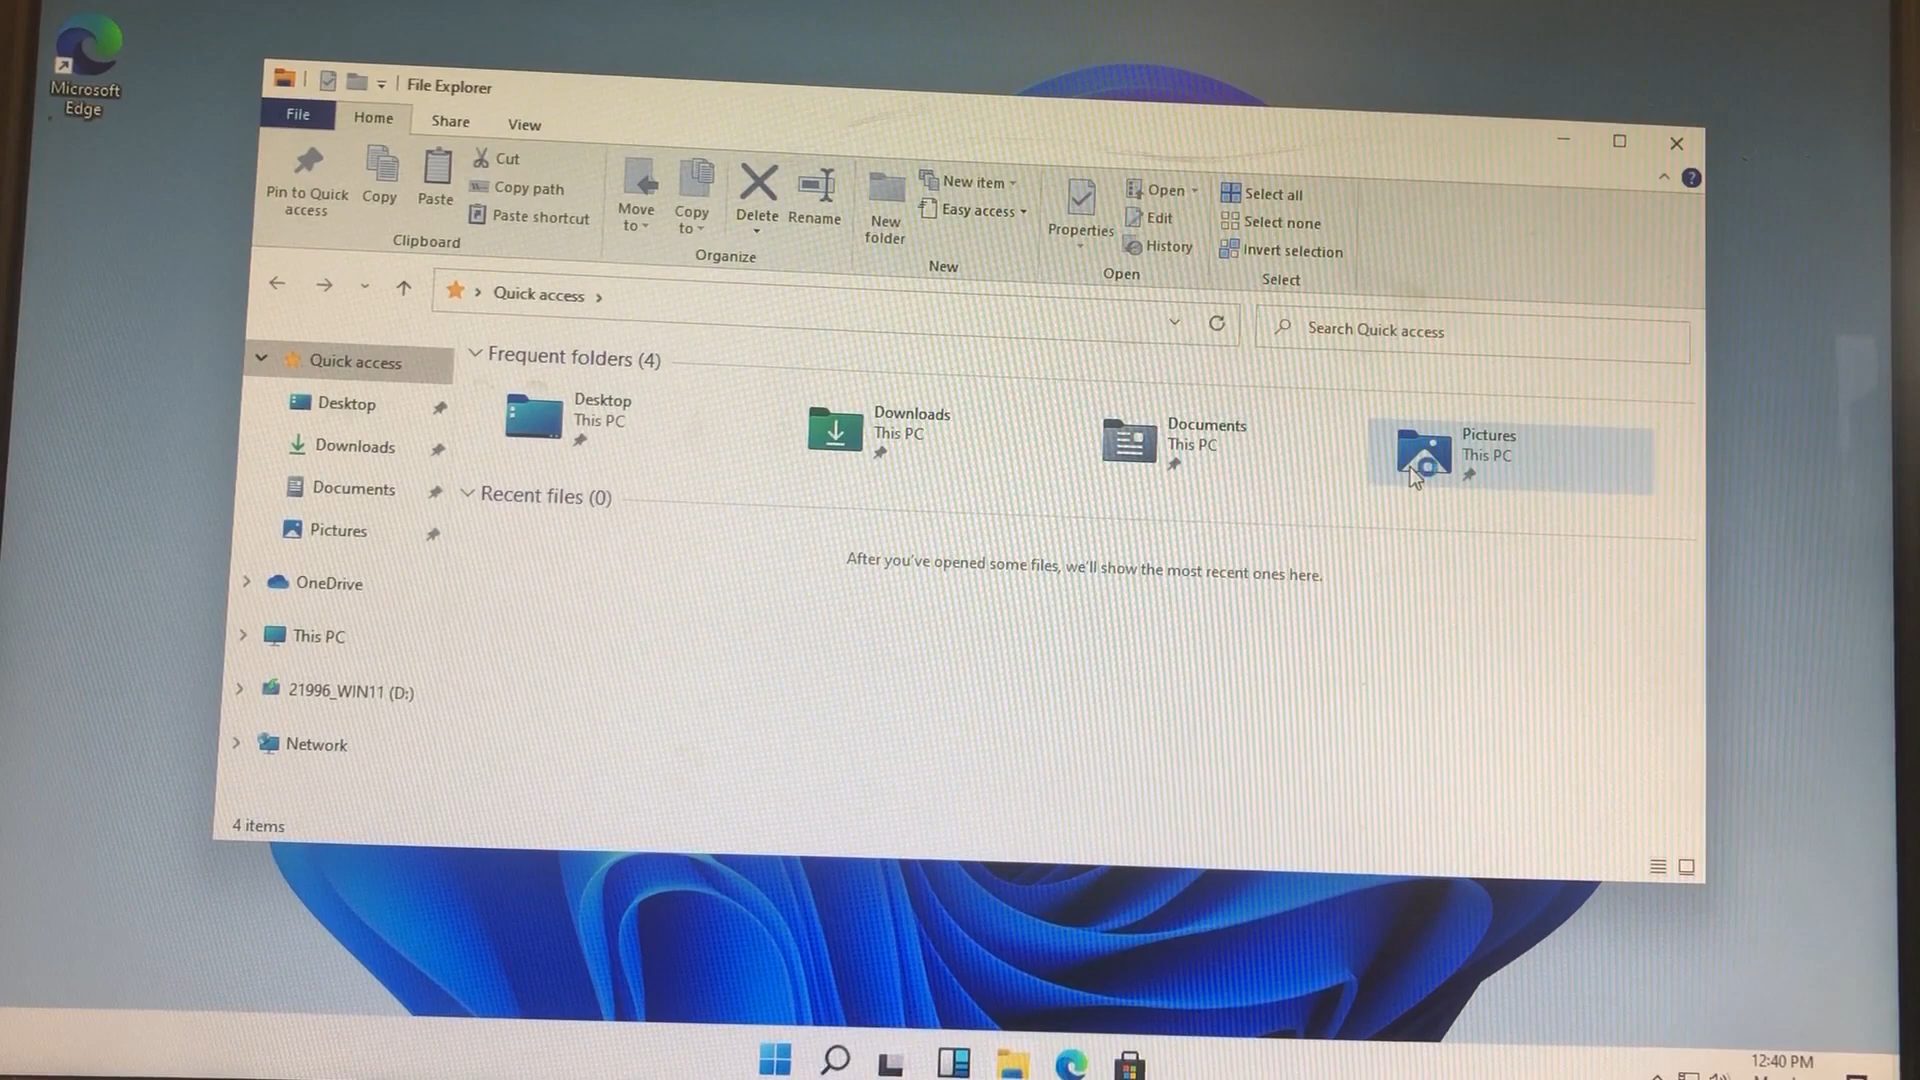 Microsoft
Edge
File Explorer
File
Home
Share
View
Pin to Quick
access
Copy
Paste
Cut
Copy path
Paste shortcut
Clipboard
Move
to
Copy
to
Delete
Rename
Organize
New
folder
New item
Easy access
New
Properties
Open
Edit
History
Open
Select all
Select none
Invert selection
Select
Quick access
Search Quick access
Quick access
Desktop
Downloads
Documents
Pictures
OneDrive
This PC
21996_WIN11 (D:)
Network
Frequent folders (4)
Desktop
This PC
Downloads
This PC
Documents
This PC
Pictures
This PC
Recent files (0)
After you've opened some files, we'll show the most recent ones here.
4 items
12:40 PM